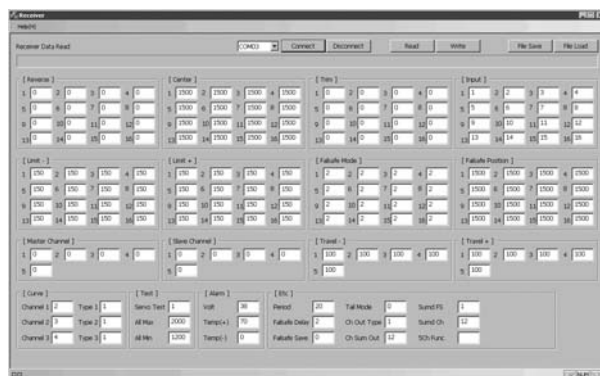 Receiver
Help(H)
Receiver Data Read COM03 Connect Disconnect Read Write File Save File Load
[ Reverse ] [ Center ] [ Trim ] [ Input ]
1 0 2 0 3 0 4 0 1 1500 2 1500 3 1500 4 1500 1 0 2 0 3 0 4 0 1 1 2 2 3 3 4 4
5 0 6 0 7 0 8 0 5 1500 6 1500 7 1500 8 1500 5 0 6 0 7 0 8 0 5 5 6 6 7 7 8 8
9 0 10 0 11 0 12 0 9 1500 10 1500 11 1500 12 1500 9 0 10 0 11 0 12 0 9 9 10 10 11 11 12 12
13 0 14 0 15 0 16 0 13 1500 14 1500 15 1500 16 1500 13 0 14 0 15 0 16 0 13 13 14 14 15 15 16 16
[ Limit - ] [ Limit + ] [ Failsafe Mode ] [ Failsafe Position ]
1 150 2 150 3 150 4 150 1 150 2 150 3 150 4 150 1 2 2 2 3 2 4 2 1 1500 2 1500 3 1500 4 1500
5 150 6 150 7 150 8 150 5 150 6 150 7 150 8 150 5 2 6 2 7 2 8 2 5 1500 6 1500 7 1500 8 1500
9 150 10 150 11 150 12 150 9 150 10 150 11 150 12 150 9 2 10 2 11 2 12 2 9 1500 10 1500 11 1500 12 1500
13 150 14 150 15 150 16 150 13 150 14 150 15 150 16 150 13 2 14 2 15 2 16 2 13 1500 14 1500 15 1500 16 1500
[ Master Channel ] [ Slave Channel ] [ Travel - ] [ Travel + ]
1 0 2 0 3 0 4 0 1 0 2 0 3 0 4 0 1 100 2 100 3 100 4 100 1 100 2 100 3 100 4 100
5 0 5 0 5 100 5 100
[ Curve ] [ Test ] [ Alarm ] [ Etc ]
Channel 1 2 Type 1 1 Servo Test 1 Volt 38 Period 20 Tail Mode 0 Sumd FS 1
Channel 2 3 Type 2 1 All Max 2000 Temp(+) 70 Failsafe Delay 2 Ch Out Type 1 Sumd Ch 12
Channel 3 4 Type 3 1 All Min 1200 Temp(-) 0 Failsafe Save 0 Ch Sum Out 12 SCh Func
NUM